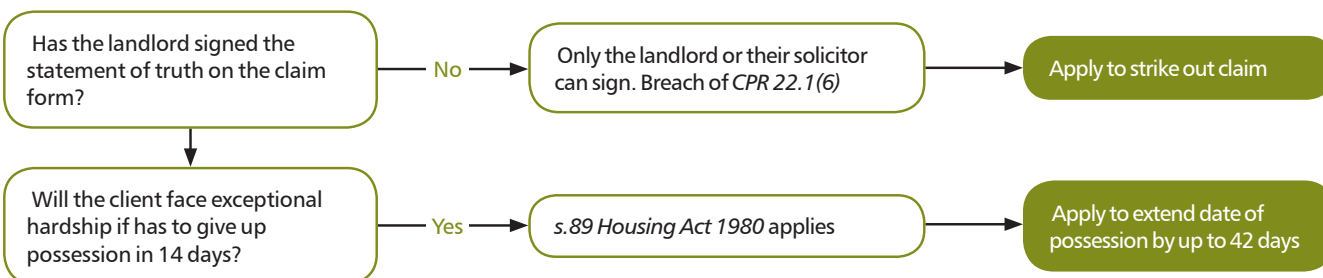 Has the landlord signed the
statement of truth on the claim
form?
No
Only the landlord or their solicitor
can sign. Breach of CPR 22.1(6)
Apply to strike out claim
Will the client face exceptional
hardship if has to give up
possession in 14 days?
Yes
s.89 Housing Act 1980 applies
Apply to extend date of
possession by up to 42 days